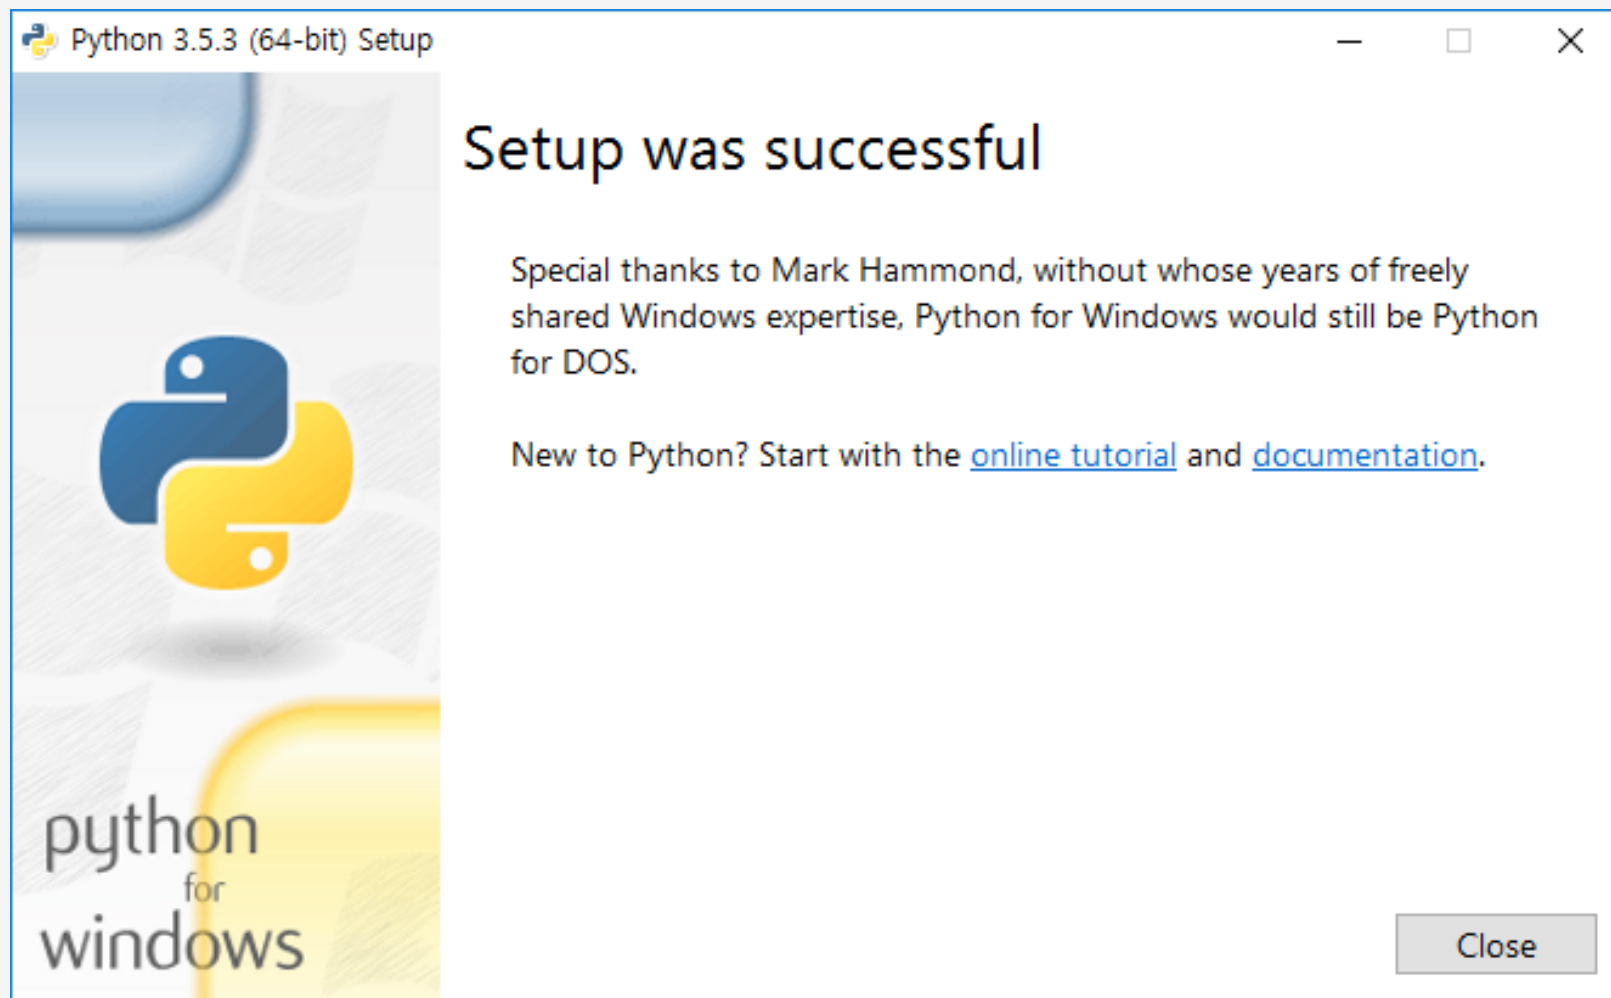 Python 3.5.3 (64-bit) Setup
Setup was successful
Special thanks to Mark Hammond, without whose years of freely
shared Windows expertise, Python for Windows would still be Python
for DOS.
New to Python? Start with the online tutorial and documentation.
python
for
windows
Close